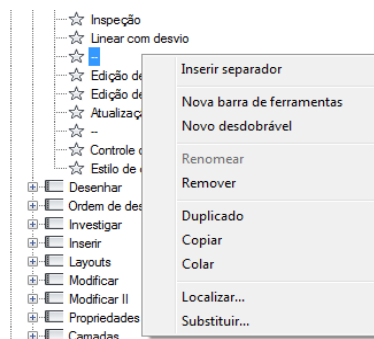 Inspeção
Linear com desvio
--
Edição de
Edição de
Atualizaç
--
Controle
Estilo de
Desenhar
Ordem de des
Investigar
Inserir
Layouts
Modificar
Modificar II
Propriedades
Camadas
Inserir separador
Nova barra de ferramentas
Novo desdobrável
Renomear
Remover
Duplicado
Copiar
Colar
Localizar...
Substituir...